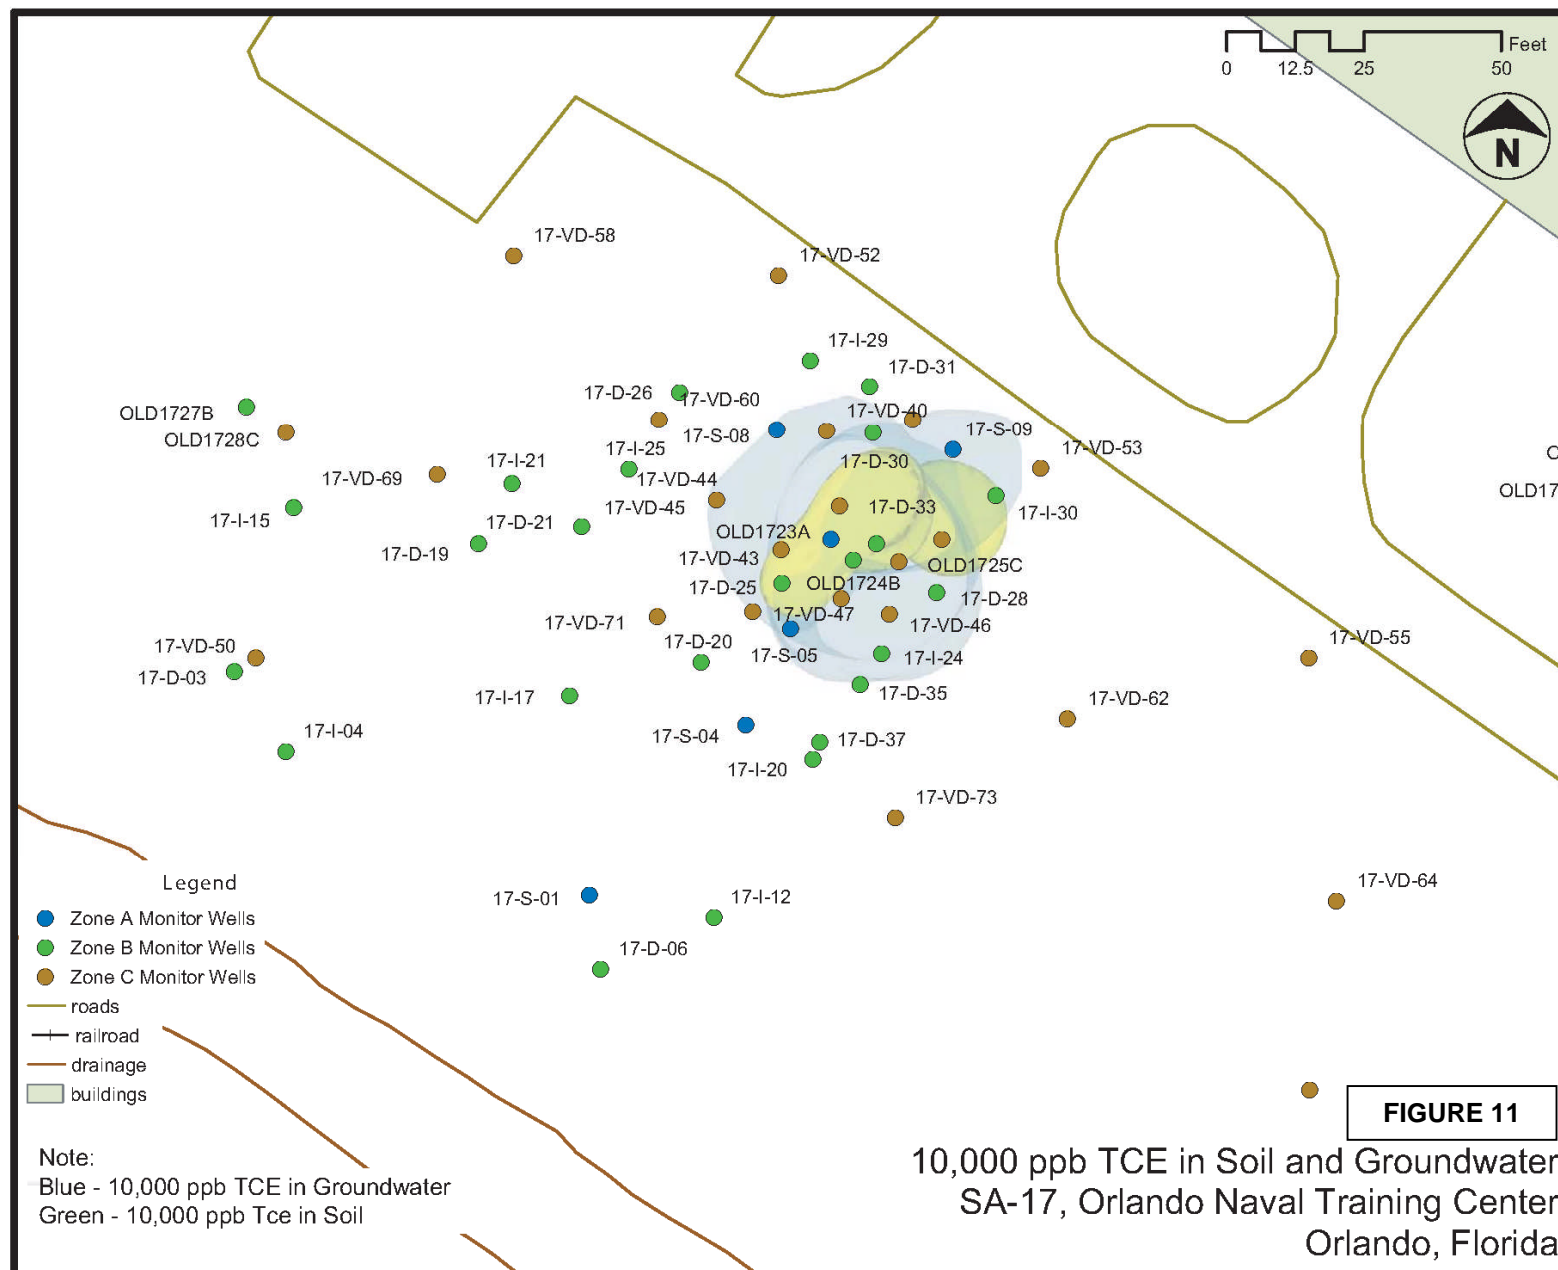 Feet
0 12.5 25 50
N
17-VD-58
17-VD-52
17-I-29
17-D-31
17-D-26
17-VD-60
OLD1727B
17-VD-40
OLD1728C
17-S-08
17-S-09
17-I-25
17-VD-53
17-I-21
17-D-30
17-VD-69
17-VD-44
OLD17
17-VD-45
17-D-33
17-I-30
17-I-15
17-D-21
OLD1723A
17-D-19
17-VD-43
OLD1725C
17-D-25
OLD1724B
17-D-28
17-VD-71
17-VD-47
17-VD-46
17-VD-50
17-D-20
17-S-05
17-I-24
17-VD-55
17-D-03
17-I-17
17-D-35
17-VD-62
17-I-04
17-S-04
17-D-37
17-I-20
17-VD-73
Legend
17-S-01
17-I-12
17-VD-64
Zone A Monitor Wells
Zone B Monitor Wells
17-D-06
Zone C Monitor Wells
roads
railroad
drainage
buildings
FIGURE 11
Note:
Blue - 10,000 ppb TCE in Groundwater
Green - 10,000 ppb Tce in Soil
10,000 ppb TCE in Soil and Groundwater
SA-17, Orlando Naval Training Center
Orlando, Florida